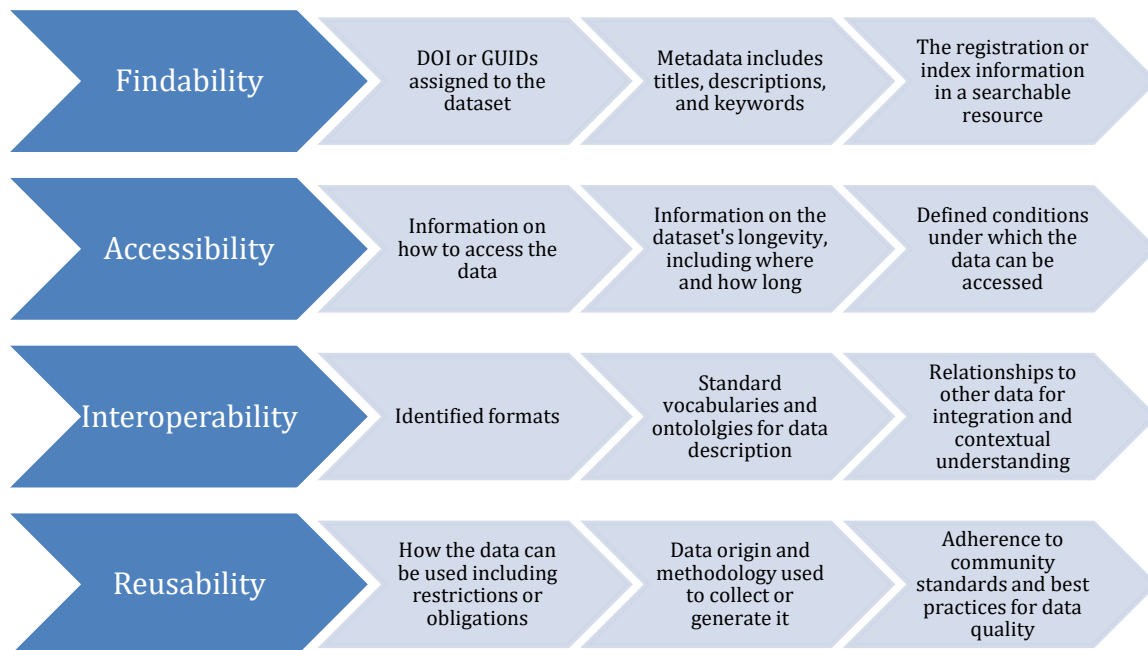 Findability
DOI or GUIDs
assigned to the
dataset
Metadata includes
titles, descriptions,
and keywords
The registration or
index information
in a searchable
resource
Accessibility
Information on
how to access the
data
Information on the
dataset's longevity,
including where
and how long
Defined conditions
under which the
data can be
accessed
Interoperability
Identified formats
Standard
vocabularies and
ontololgies for data
description
Relationships to
other data for
integration and
contextual
understanding
Reusability
How the data can
be used including
restrictions or
obligations
Data origin and
methodology used
to collect or
generate it
Adherence to
community
standards and best
practices for data
quality